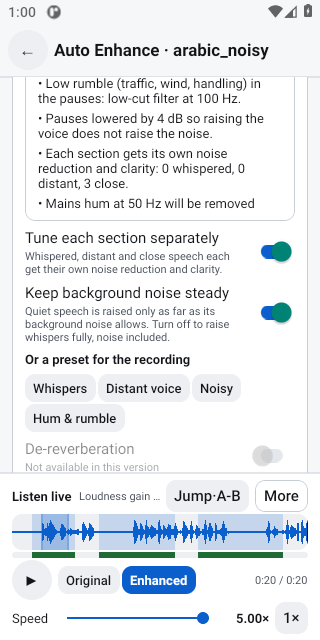 1:00
← Auto Enhance · arabic_noisy
• Low rumble (traffic, wind, handling) in
the pauses: low-cut filter at 100 Hz.
• Pauses lowered by 4 dB so raising the
voice does not raise the noise.
• Each section gets its own noise
reduction and clarity: 0 whispered, 0
distant, 3 close.
• Mains hum at 50 Hz will be removed
Tune each section separately
Whispered, distant and close speech each
get their own noise reduction and clarity.
Keep background noise steady
Quiet speech is raised only as far as its
background noise allows. Turn off to raise
whispers fully, noise included.
Or a preset for the recording
Whispers Distant voice Noisy
Hum & rumble
De-reverberation
Not available in this version
Listen live Loudness gain ... Jump·A-B More
▶ Original Enhanced 0:20 / 0:20
Speed 5.00× 1×